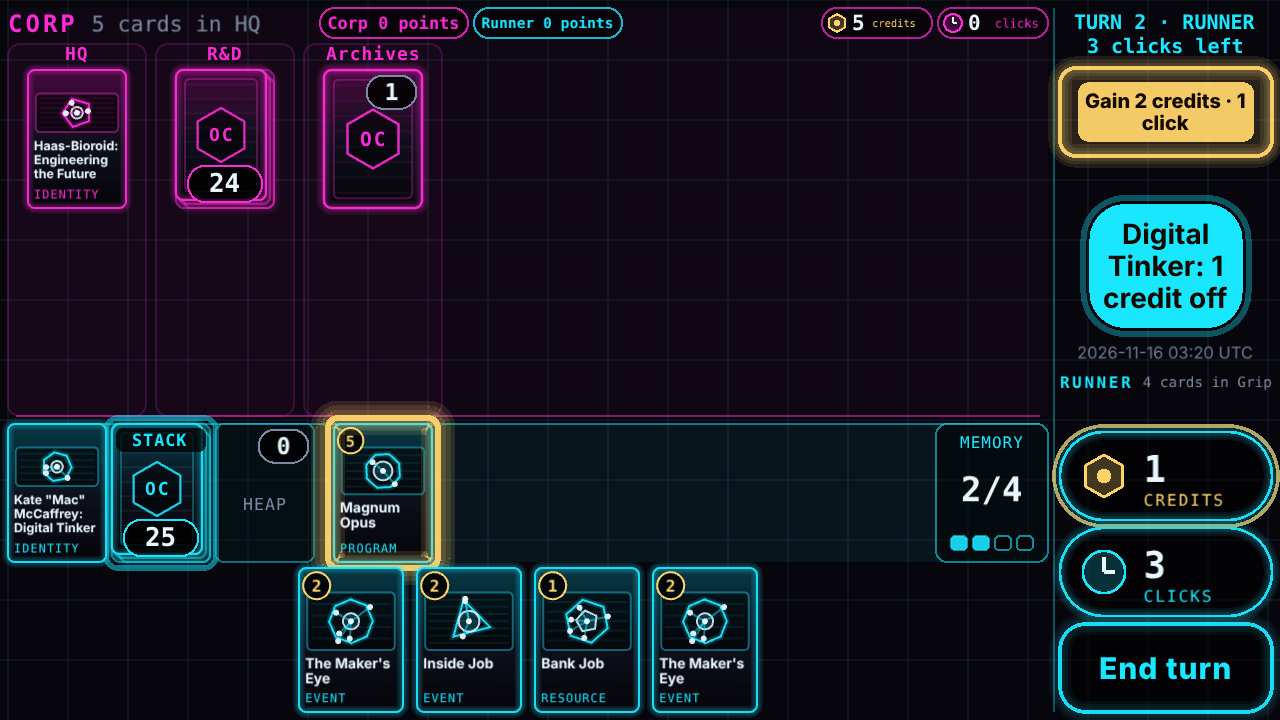 CORP 5 cards in HQ
Corp 0 points
Runner 0 points
5 credits
0 clicks
TURN 2 · RUNNER
3 clicks left
HQ
R&D
Archives
Haas-Bioroid:
Engineering
the Future
IDENTITY
OC
24
1
OC
Gain 2 credits · 1
click
Digital
Tinker: 1
credit off
2026-11-16 03:20 UTC
RUNNER 4 cards in Grip
Kate "Mac"
McCaffrey:
Digital Tinker
IDENTITY
STACK
OC
25
0
HEAP
5
Magnum
Opus
PROGRAM
MEMORY
2/4
1
CREDITS
3
CLICKS
End turn
2
The Maker's
Eye
EVENT
2
Inside Job
EVENT
1
Bank Job
RESOURCE
2
The Maker's
Eye
EVENT